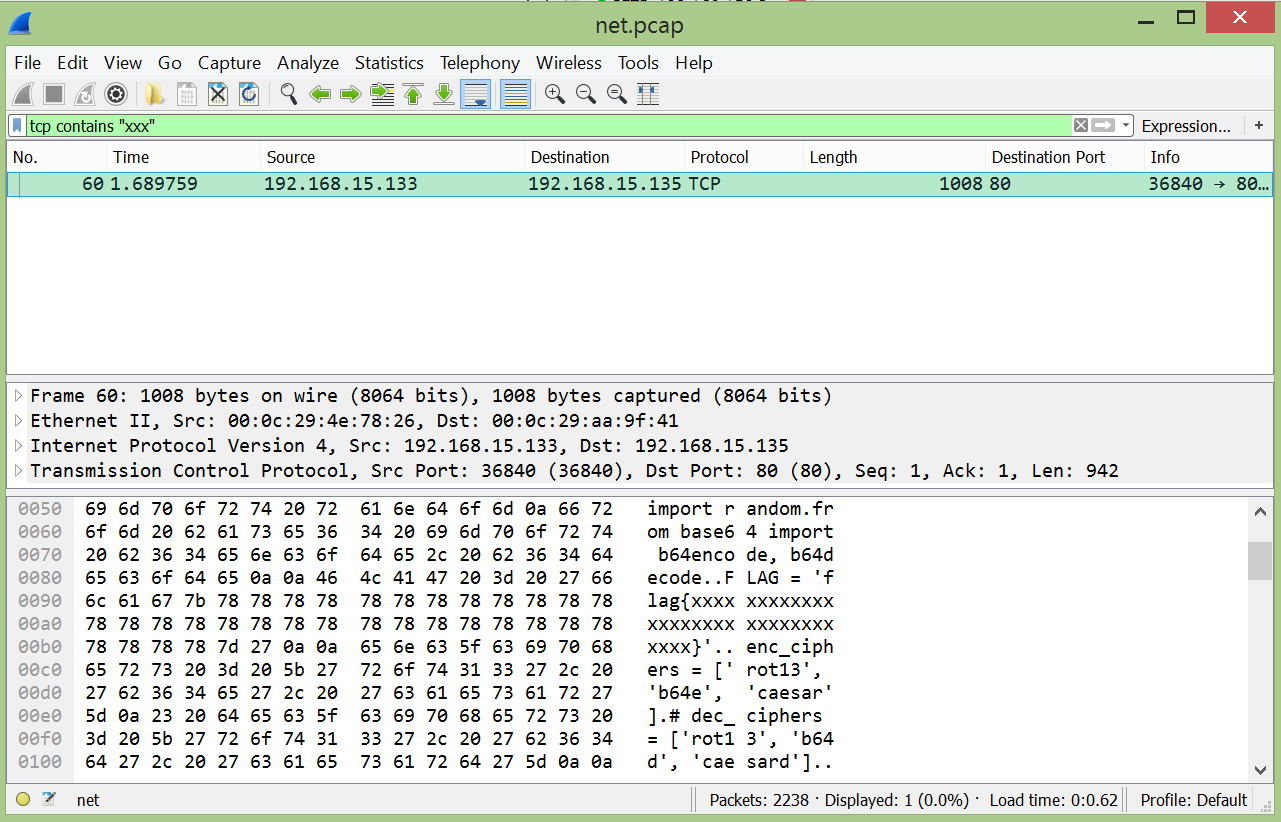 net.pcap
File Edit View Go Capture Analyze Statistics Telephony Wireless Tools Help
tcp contains "xxx" Expression... +
No. Time Source Destination Protocol Length Destination Port Info
60 1.689759 192.168.15.133 192.168.15.135 TCP 1008 80 36840 → 80…
Frame 60: 1008 bytes on wire (8064 bits), 1008 bytes captured (8064 bits)
Ethernet II, Src: 00:0c:29:4e:78:26, Dst: 00:0c:29:aa:9f:41
Internet Protocol Version 4, Src: 192.168.15.133, Dst: 192.168.15.135
Transmission Control Protocol, Src Port: 36840 (36840), Dst Port: 80 (80), Seq: 1, Ack: 1, Len: 942
0050 69 6d 70 6f 72 74 20 72 61 6e 64 6f 6d 0a 66 72 import r andom.fr
0060 6f 6d 20 62 61 73 65 36 34 20 69 6d 70 6f 72 74 om base6 4 import
0070 20 62 36 34 65 6e 63 6f 64 65 2c 20 62 36 34 64 b64enco de, b64d
0080 65 63 6f 64 65 0a 0a 46 4c 41 47 20 3d 20 27 66 ecode..F LAG = 'f
0090 6c 61 67 7b 78 78 78 78 78 78 78 78 78 78 78 78 lag{xxxx xxxxxxxx
00a0 78 78 78 78 78 78 78 78 78 78 78 78 78 78 78 78 xxxxxxxx xxxxxxxx
00b0 78 78 78 78 7d 27 0a 0a 65 6e 63 5f 63 69 70 68 xxxx}'.. enc_ciph
00c0 65 72 73 20 3d 20 5b 27 72 6f 74 31 33 27 2c 20 ers = [' rot13',
00d0 27 62 36 34 65 27 2c 20 27 63 61 65 73 61 72 27 'b64e', 'caesar'
00e0 5d 0a 23 20 64 65 63 5f 63 69 70 68 65 72 73 20 ].# dec_ ciphers
00f0 3d 20 5b 27 72 6f 74 31 33 27 2c 20 27 62 36 34 = ['rot1 3', 'b64
0100 64 27 2c 20 27 63 61 65 73 61 72 64 27 5d 0a 0a d', 'cae sard']..
net Packets: 2238 · Displayed: 1 (0.0%) · Load time: 0:0.62 Profile: Default